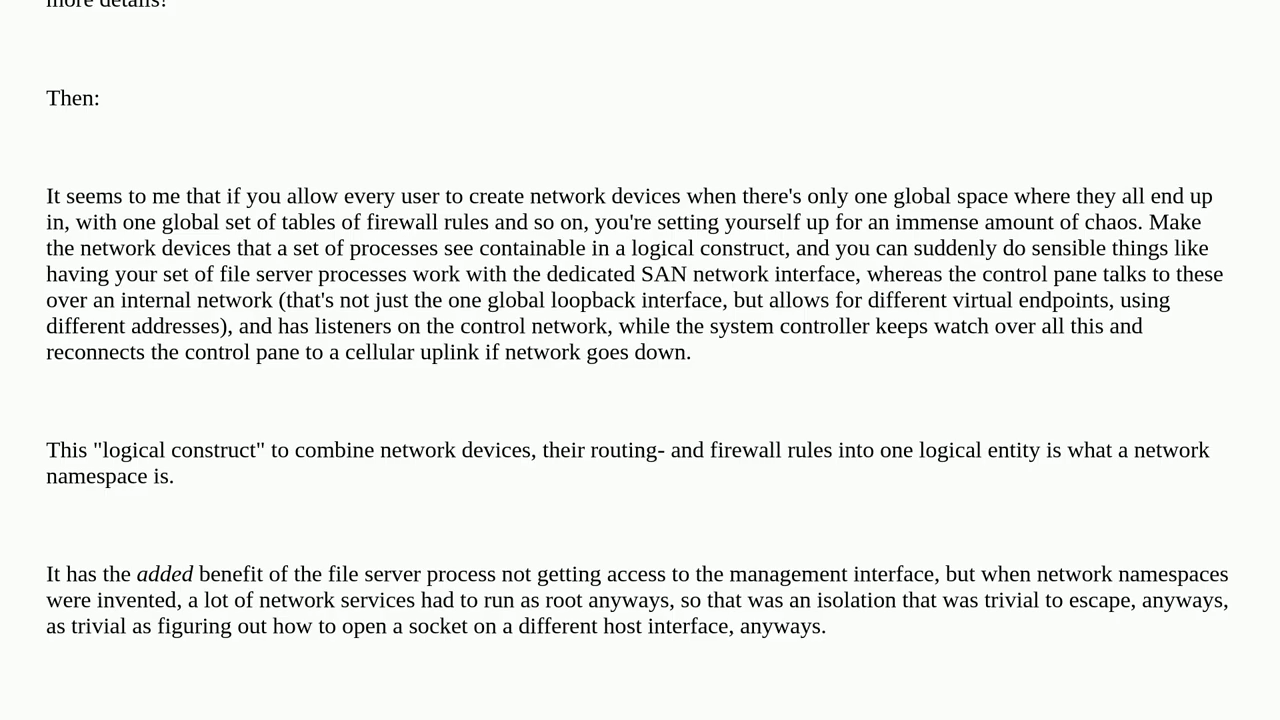 more details?
Then:
It seems to me that if you allow every user to create network devices when there's only one global space where they all end up
in, with one global set of tables of firewall rules and so on, you're setting yourself up for an immense amount of chaos. Make
the network devices that a set of processes see containable in a logical construct, and you can suddenly do sensible things like
having your set of file server processes work with the dedicated SAN network interface, whereas the control pane talks to these
over an internal network (that's not just the one global loopback interface, but allows for different virtual endpoints, using
different addresses), and has listeners on the control network, while the system controller keeps watch over all this and
reconnects the control pane to a cellular uplink if network goes down.
This "logical construct" to combine network devices, their routing- and firewall rules into one logical entity is what a network
namespace is.
It has the added benefit of the file server process not getting access to the management interface, but when network namespaces
were invented, a lot of network services had to run as root anyways, so that was an isolation that was trivial to escape, anyways,
as trivial as figuring out how to open a socket on a different host interface, anyways.